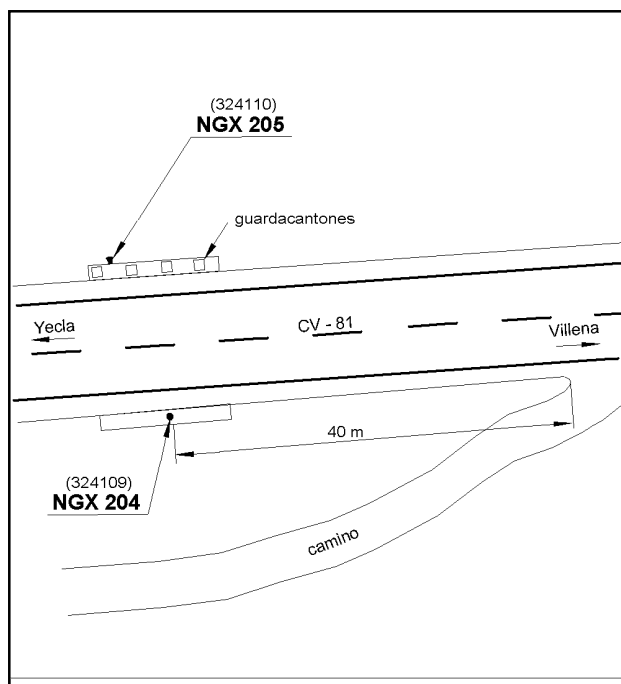 (324110)
NGX 205
guardacantones
Yecla
CV - 81
Villena
40 m
(324109)
NGX 204
camino